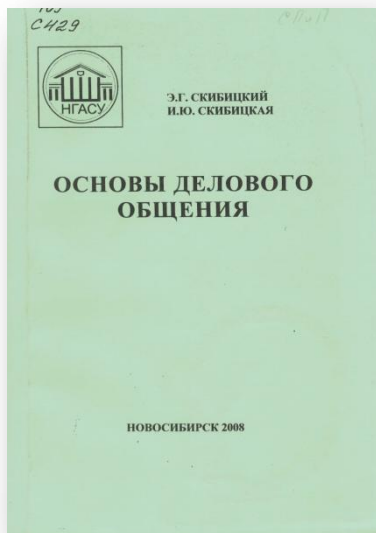 С429
НГАСУ
Э.Г. СКИБИЦКИЙ
И.Ю. СКИБИЦКАЯ
ОСНОВЫ ДЕЛОВОГО
ОБЩЕНИЯ
НОВОСИБИРСК 2008